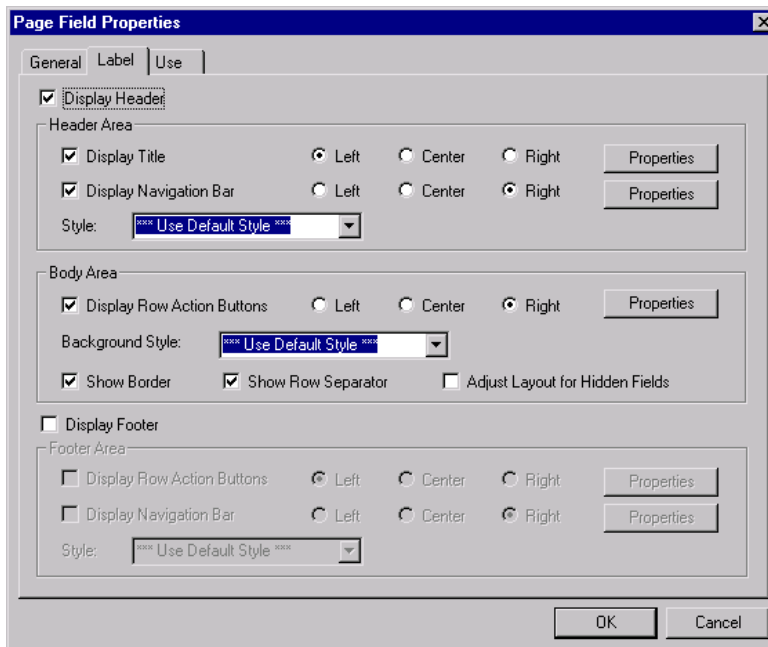 Page Field Properties
General Label Use
Display Header
Header Area
Display Title Left Center Right Properties
Display Navigation Bar Left Center Right Properties
Style: *** Use Default Style ***
Body Area
Display Row Action Buttons Left Center Right Properties
Background Style: *** Use Default Style ***
Show Border Show Row Separator Adjust Layout for Hidden Fields
Display Footer
Footer Area
Display Row Action Buttons Left Center Right Properties
Display Navigation Bar Left Center Right Properties
Style: *** Use Default Style ***
OK Cancel